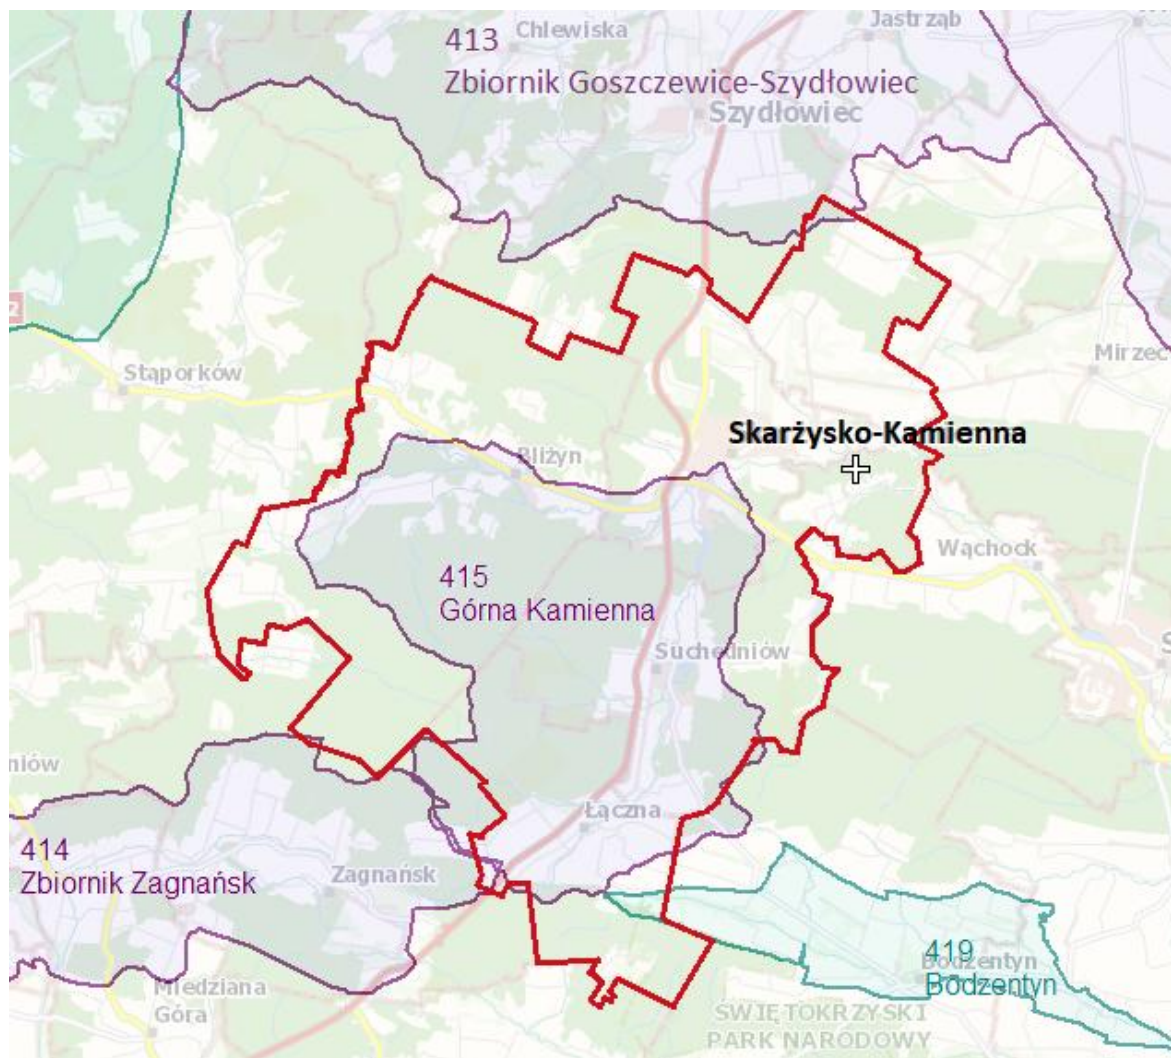 Chlewiska
Jastrząb
413
Zbiornik Goszczewice-Szydłowiec
Szydłowiec
2
Stąporków
Mirzec
Skarżysko-Kamienna
Bliżyn
Wąchock
415
Górna Kamienna
Suchedniów
S
niów
Łączna
414
Zbiornik Zagnańsk
Zagnańsk
419
Bodzentyn
Bodzentyn
Miedziana
Góra
ŚWIĘTOKRZYSKI
PARK NARODOWY